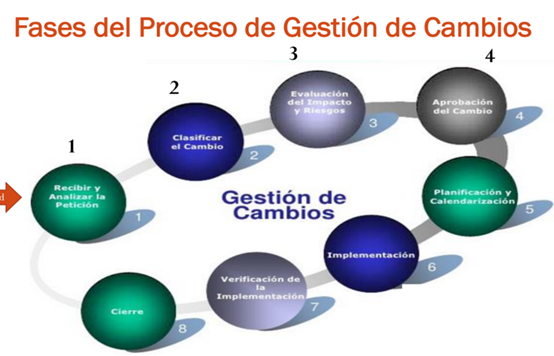 Fases del Proceso de Gestión de Cambios
1
Recibir y
Analizar la
Petición
1
2
Clasificar
el Cambio
2
3
Evaluación
del Impacto
y Riesgos
3
4
Aprobación
del Cambio
4
Gestión de
Cambios
Planificación y
Calendarización
5
Implementación
6
Verificación de
la
Implementación
7
Cierre
8